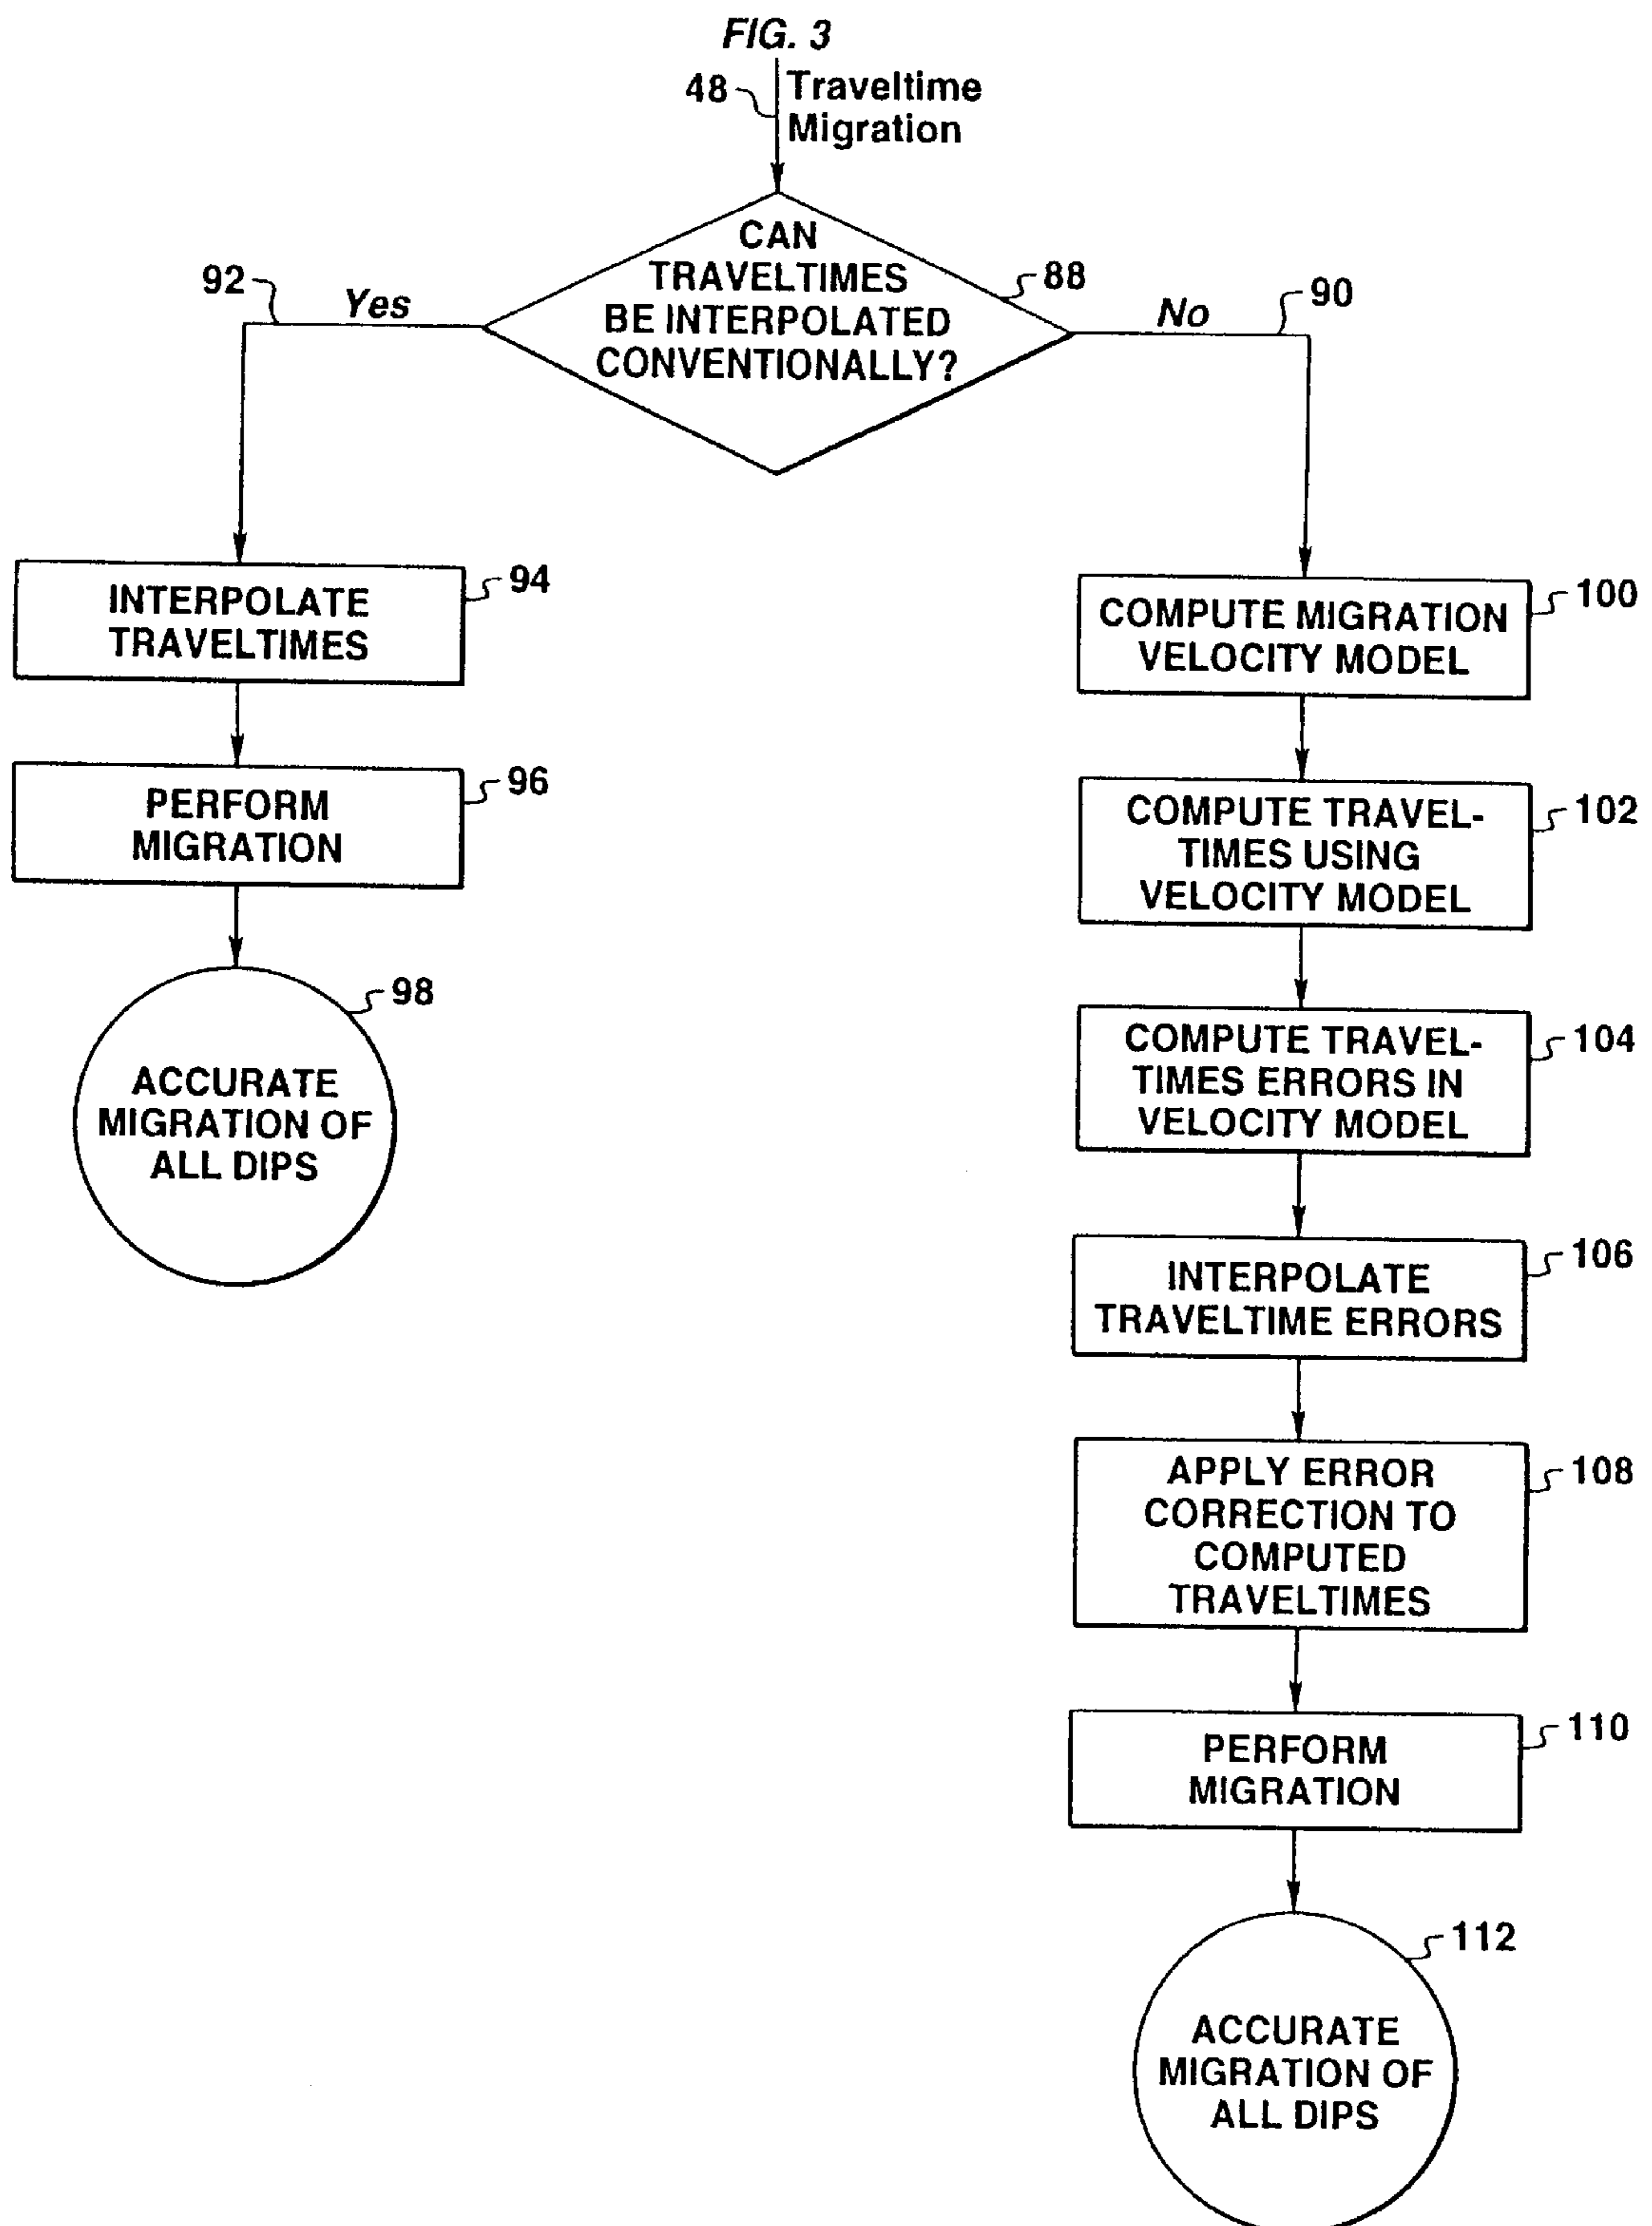 FIG. 3
48
Traveltime
Migration
CAN
TRAVELTIMES
BE INTERPOLATED
CONVENTIONALLY?
88
92
Yes
No
90
INTERPOLATE
TRAVELTIMES
94
PERFORM
MIGRATION
96
ACCURATE
MIGRATION OF
ALL DIPS
98
COMPUTE MIGRATION
VELOCITY MODEL
100
COMPUTE TRAVEL-
TIMES USING
VELOCITY MODEL
102
COMPUTE TRAVEL-
TIMES ERRORS IN
VELOCITY MODEL
104
INTERPOLATE
TRAVELTIME ERRORS
106
APPLY ERROR
CORRECTION TO
COMPUTED
TRAVELTIMES
108
PERFORM
MIGRATION
110
ACCURATE
MIGRATION OF
ALL DIPS
112